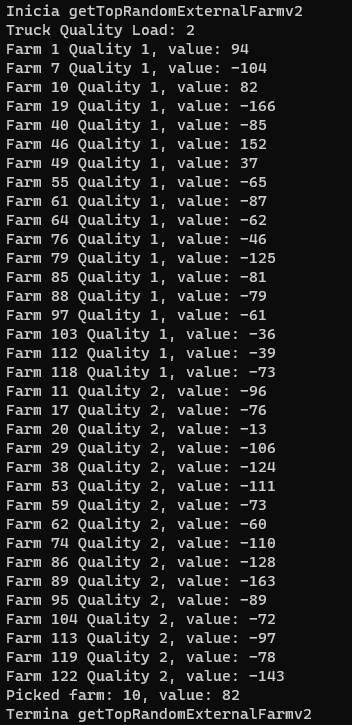 Inicia getTopRandomExternalFarmv2
Truck Quality Load: 2
Farm 1 Quality 1, value: 94
Farm 7 Quality 1, value: -104
Farm 10 Quality 1, value: 82
Farm 19 Quality 1, value: -166
Farm 40 Quality 1, value: -85
Farm 46 Quality 1, value: 152
Farm 49 Quality 1, value: 37
Farm 55 Quality 1, value: -65
Farm 61 Quality 1, value: -87
Farm 64 Quality 1, value: -62
Farm 76 Quality 1, value: -46
Farm 79 Quality 1, value: -125
Farm 85 Quality 1, value: -81
Farm 88 Quality 1, value: -79
Farm 97 Quality 1, value: -61
Farm 103 Quality 1, value: -36
Farm 112 Quality 1, value: -39
Farm 118 Quality 1, value: -73
Farm 11 Quality 2, value: -96
Farm 17 Quality 2, value: -76
Farm 20 Quality 2, value: -13
Farm 29 Quality 2, value: -106
Farm 38 Quality 2, value: -124
Farm 53 Quality 2, value: -111
Farm 59 Quality 2, value: -73
Farm 62 Quality 2, value: -60
Farm 74 Quality 2, value: -110
Farm 86 Quality 2, value: -128
Farm 89 Quality 2, value: -163
Farm 95 Quality 2, value: -89
Farm 104 Quality 2, value: -72
Farm 113 Quality 2, value: -97
Farm 119 Quality 2, value: -78
Farm 122 Quality 2, value: -143
Picked farm: 10, value: 82
Termina getTopRandomExternalFarmv2